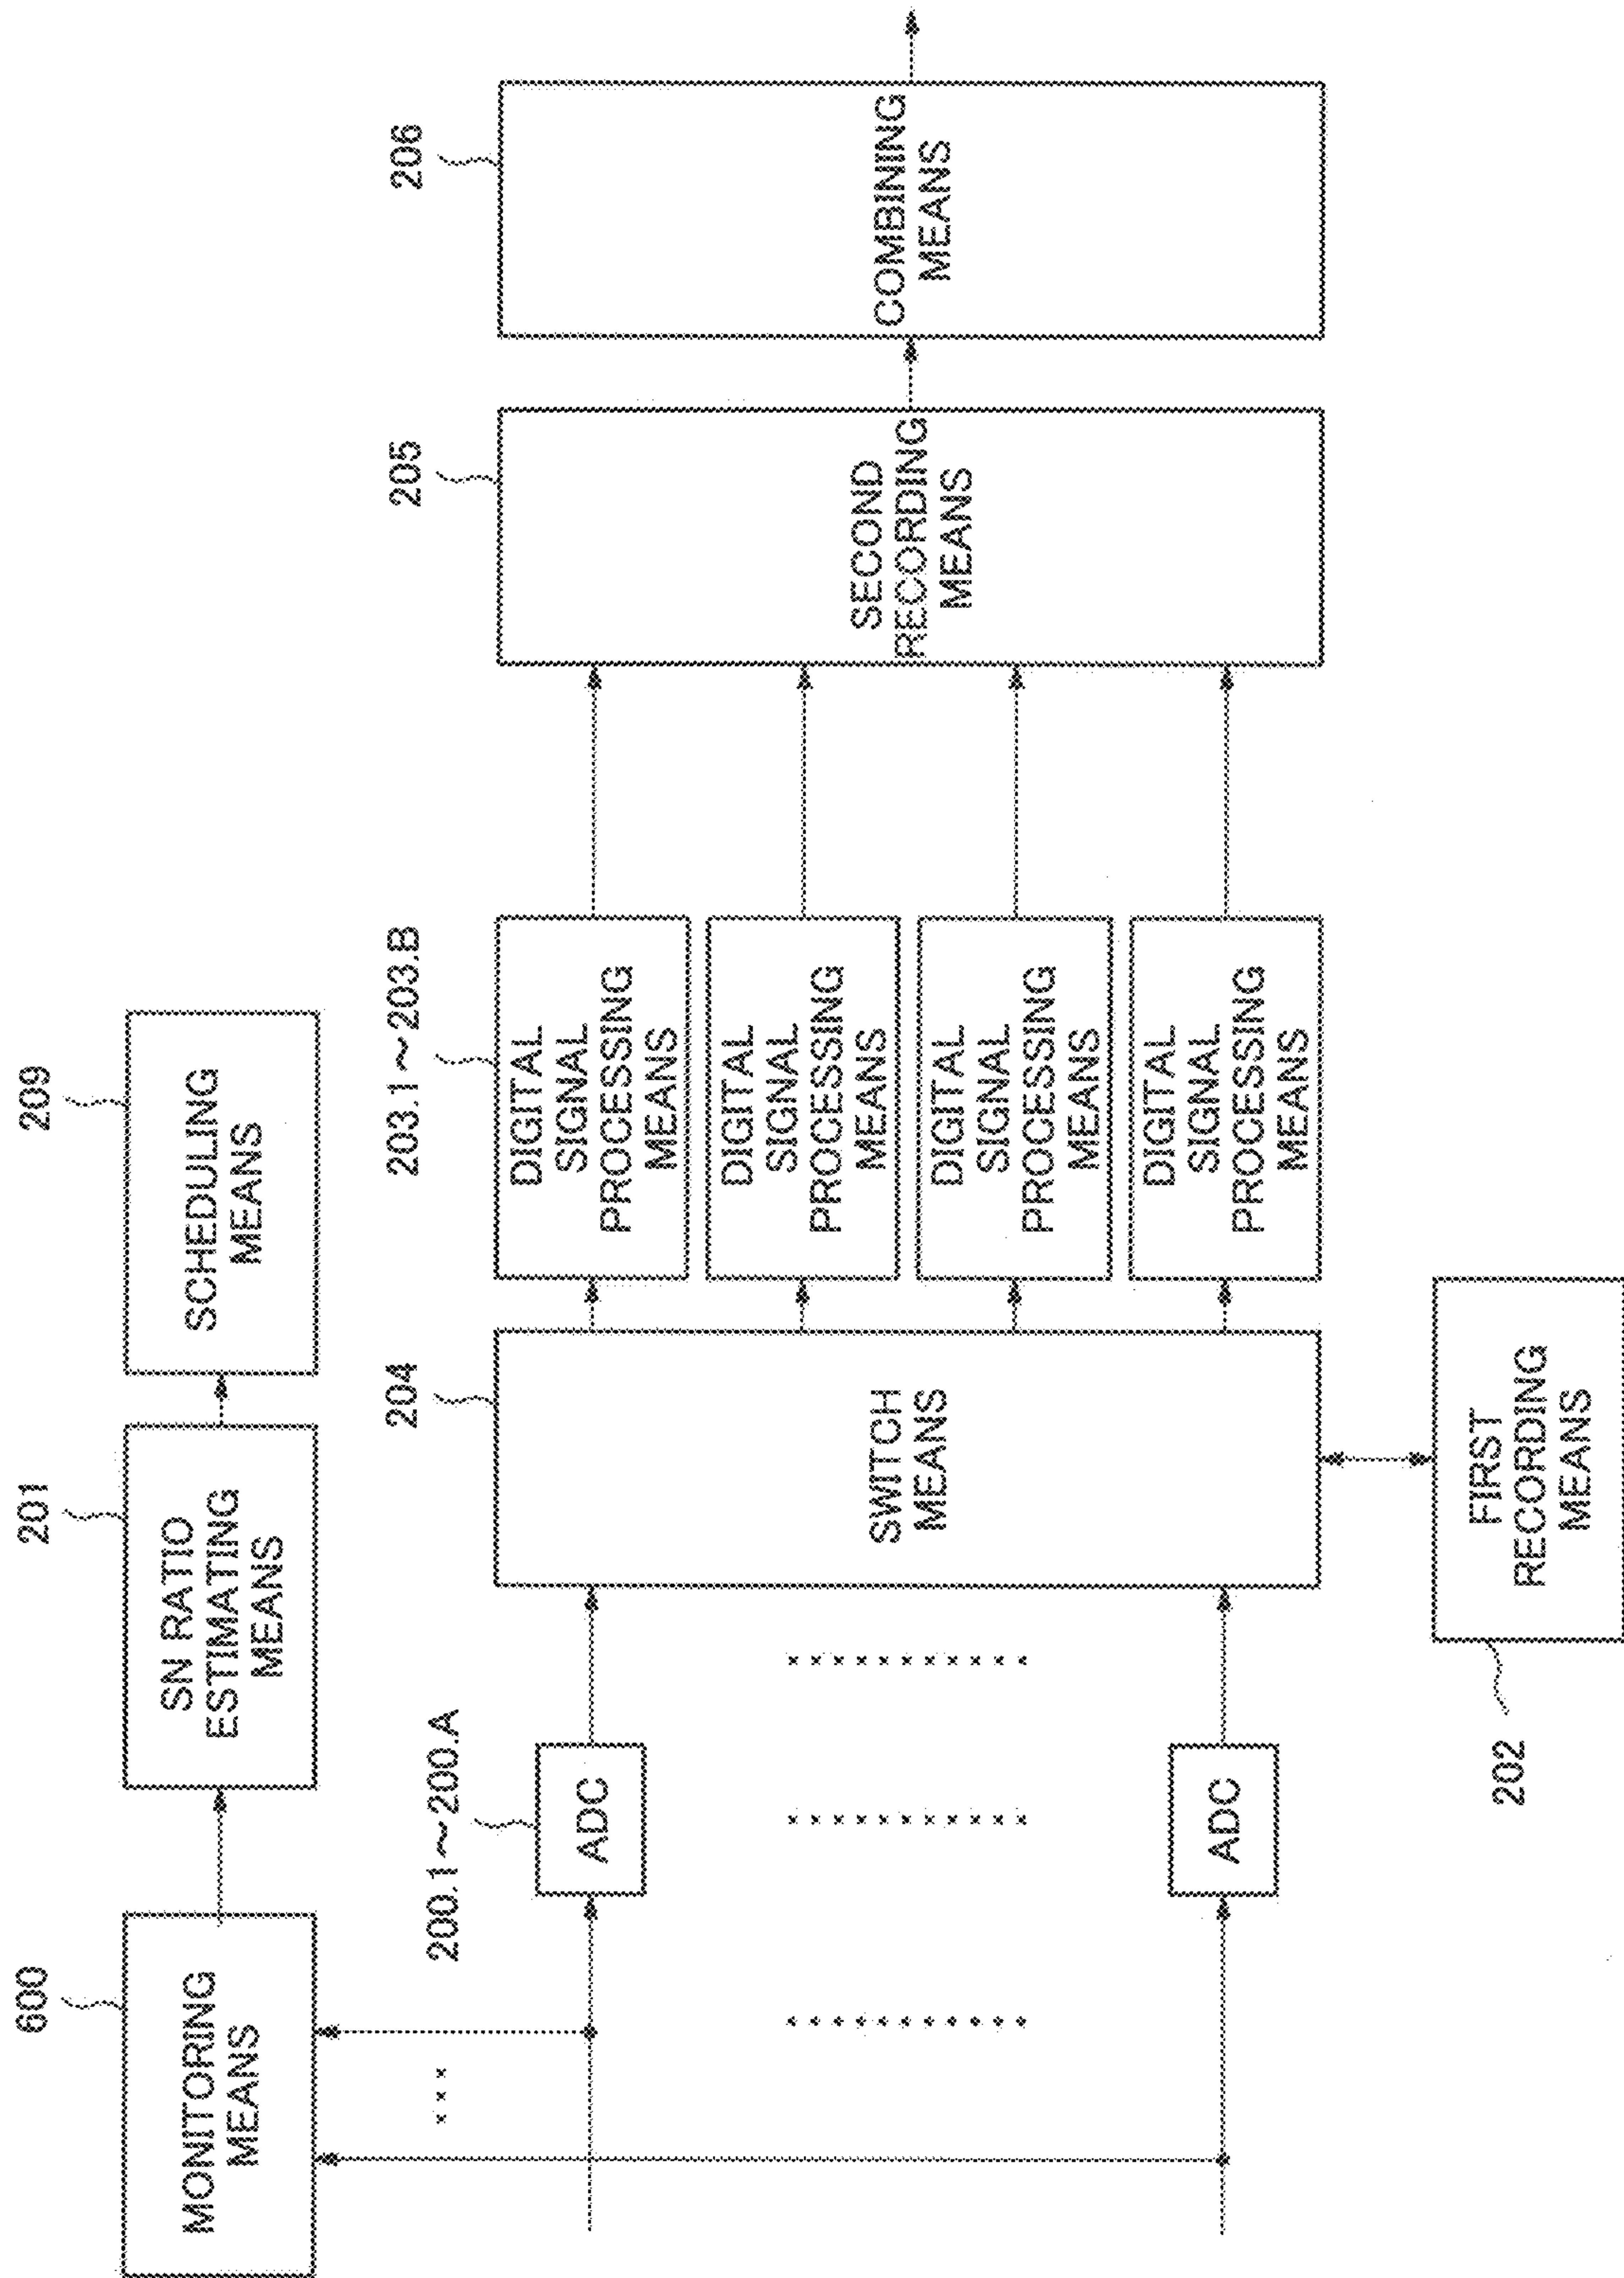 600
MONITORING
MEANS
201
SN RATIO
ESTIMATING
MEANS
209
SCHEDULING
MEANS
200.1~200.A
ADC
ADC
204
SWITCH
MEANS
202
FIRST
RECORDING
MEANS
203.1~203.B
DIGITAL
SIGNAL
PROCESSING
MEANS
DIGITAL
SIGNAL
PROCESSING
MEANS
DIGITAL
SIGNAL
PROCESSING
MEANS
DIGITAL
SIGNAL
PROCESSING
MEANS
205
SECOND
RECORDING
MEANS
206
COMBINING
MEANS